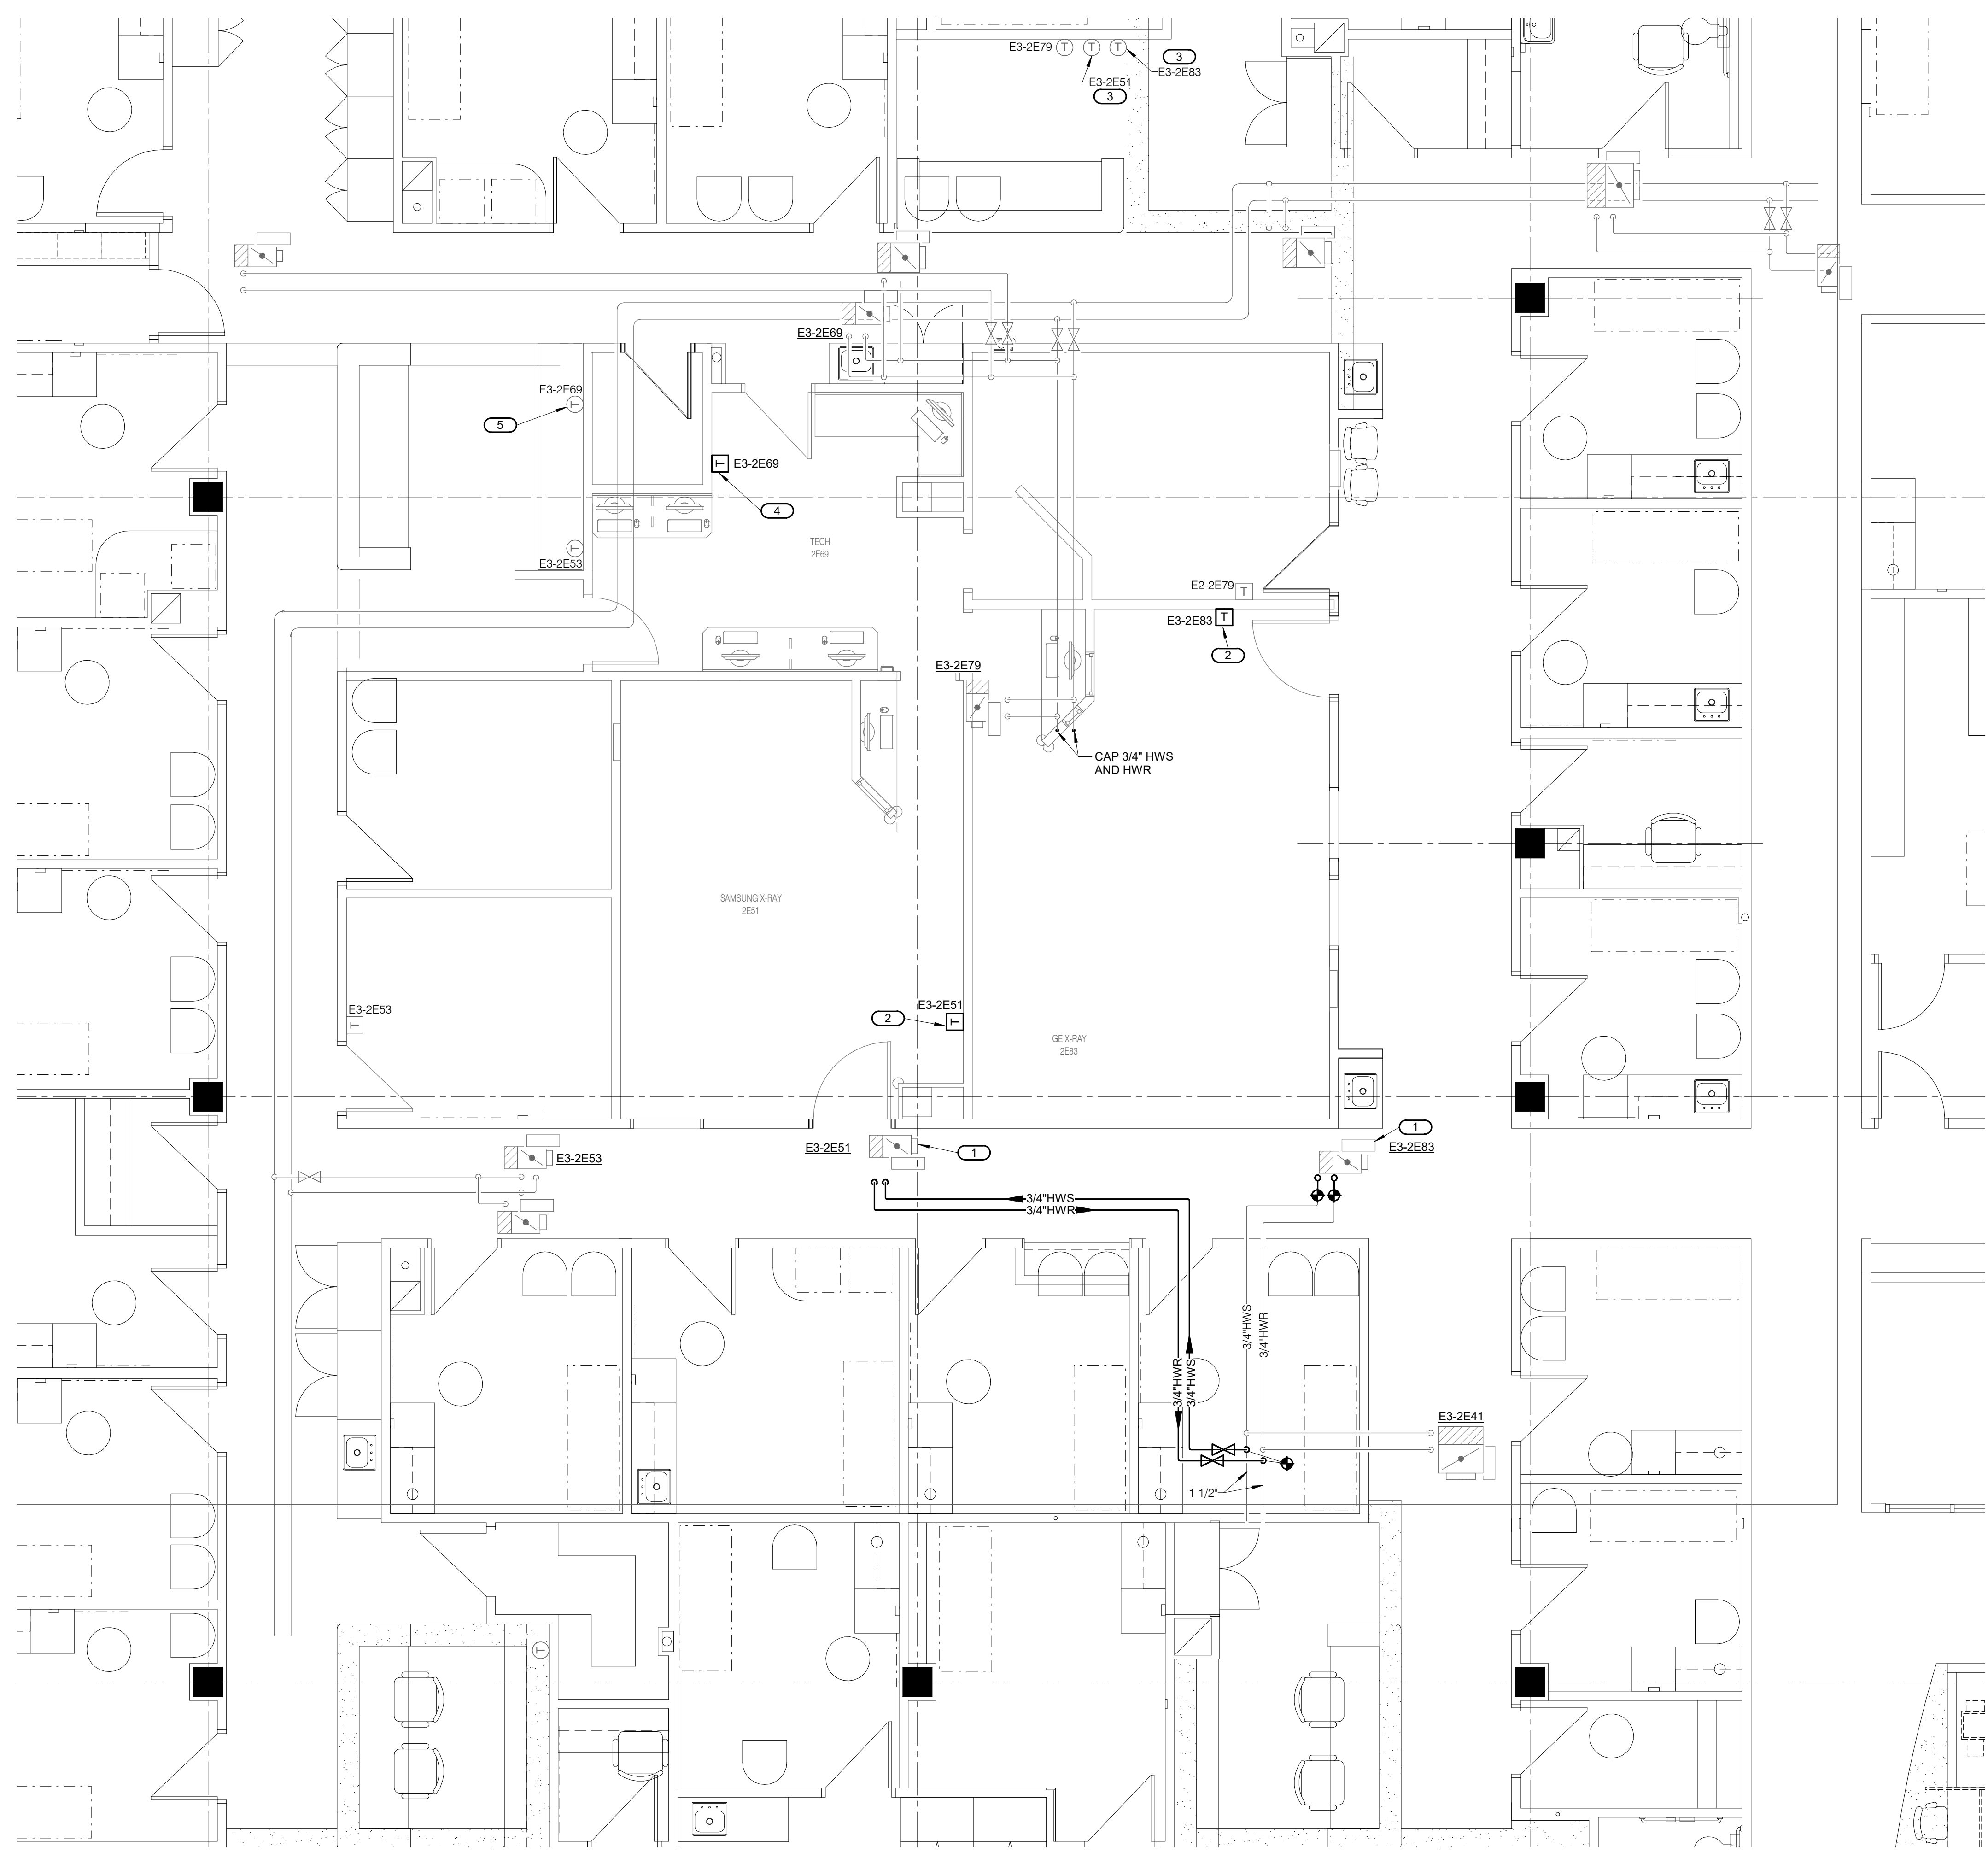 E3-2E79 T T T
3
E3-2E83
E3-2E51
3
E3-2E69
E3-2E69
T
5
T E3-2E69
4
TECH
2E69
T
E3-2E53
E2-2E79
T
E3-2E83 T
2
E3-2E79
CAP 3/4" HWS
AND HWR
SAMSUNG X-RAY
2E51
E3-2E53
T
E3-2E51
2
T
GE X-RAY
2E83
1
E3-2E53
E3-2E51
1
E3-2E83
3/4"HWS
3/4"HWR
3/4"HWS
3/4"HWR
3/4"HWR
3/4"HWS
E3-2E41
1 1/2"
T